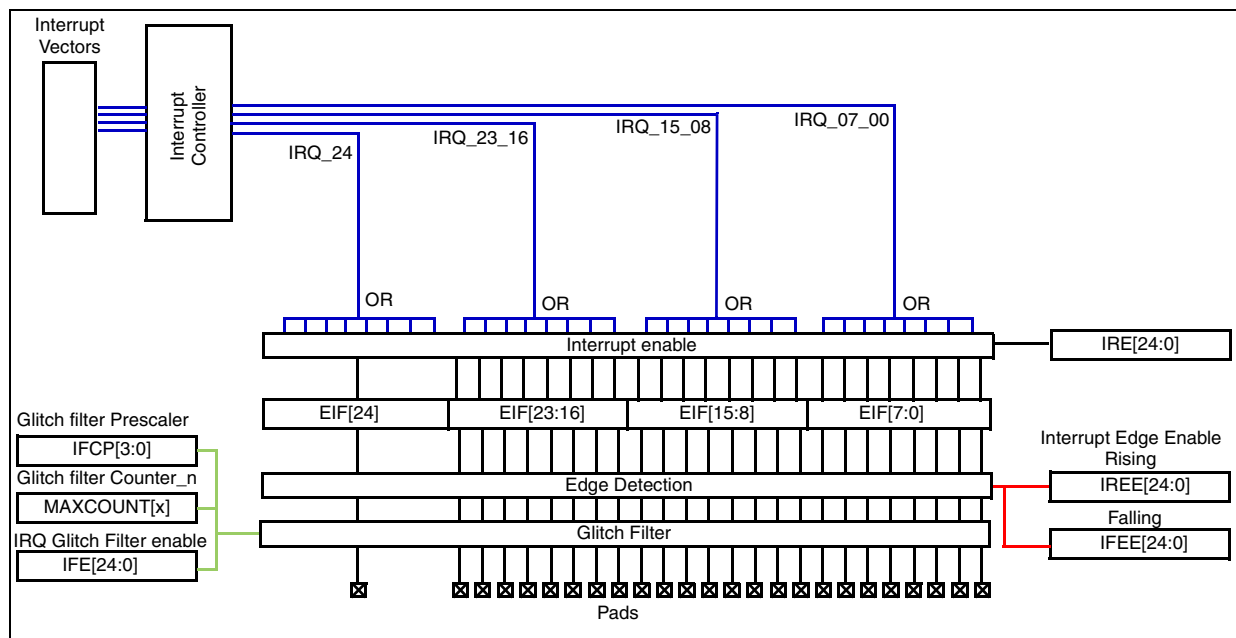 Interrupt
Vectors
Interrupt
Controller
IRQ_24
IRQ_23_16
IRQ_15_08
IRQ_07_00
OR
OR
OR
OR
Interrupt enable
IRE[24:0]
EIF[24]
EIF[23:16]
EIF[15:8]
EIF[7:0]
Glitch filter Prescaler
IFCP[3:0]
Glitch filter Counter_n
MAXCOUNT[x]
IRQ Glitch Filter enable
IFE[24:0]
Edge Detection
Glitch Filter
Interrupt Edge Enable
Rising
IREE[24:0]
Falling
IFEE[24:0]
Pads